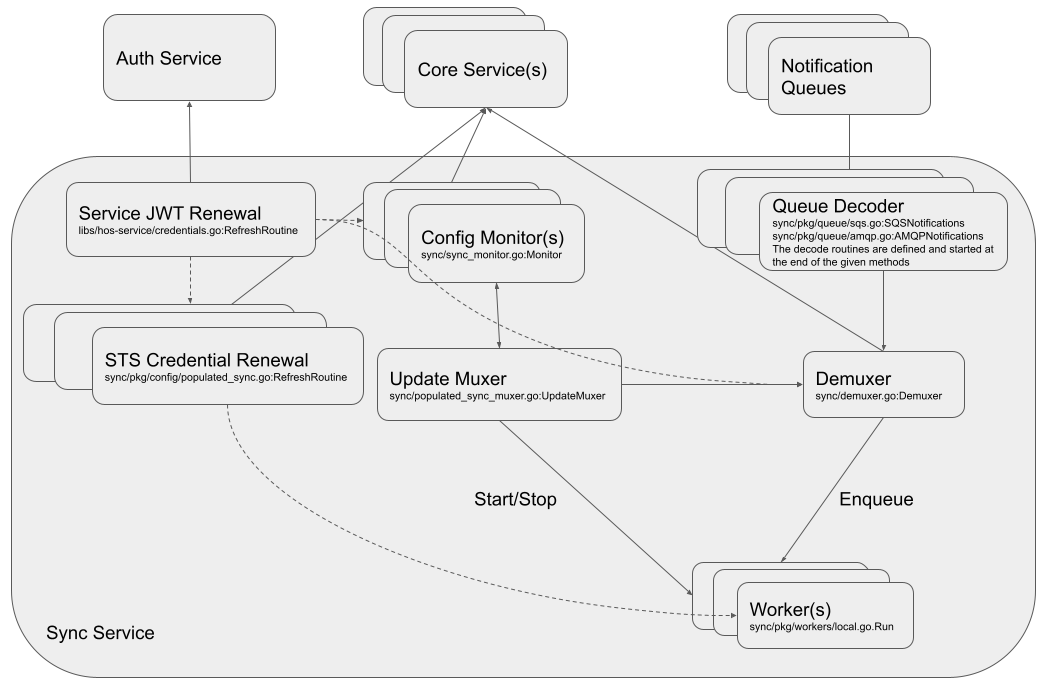 Auth Service
Core Service(s)
Notification
Queues
Service JWT Renewal
libs/hos-service/credentials.go:RefreshRoutine
Config Monitor(s)
sync/sync_monitor.go:Monitor
Queue Decoder
sync/pkg/queue/sqs.go:SQSNotifications
sync/pkg/queue/amqp.go:AMQPNotifications
The decode routines are defined and started at
the end of the given methods
STS Credential Renewal
sync/pkg/config/populated_sync.go:RefreshRoutine
Update Muxer
sync/populated_sync_muxer.go:UpdateMuxer
Demuxer
sync/demuxer.go:Demuxer
Start/Stop
Enqueue
Worker(s)
sync/pkg/workers/local.go.Run
Sync Service